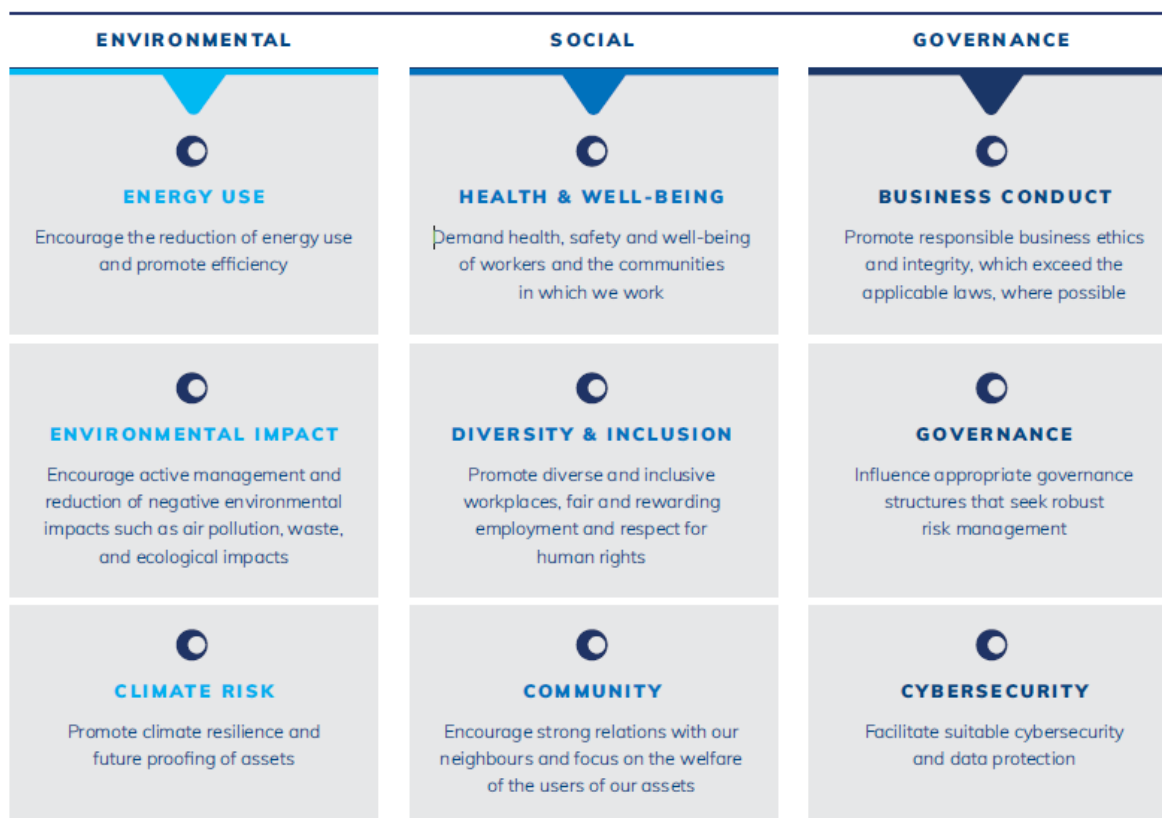 ENVIRONMENTAL
SOCIAL
GOVERNANCE
ENERGY USE
Encourage the reduction of energy use
and promote efficiency
HEALTH & WELL-BEING
Demand health, safety and well-being
of workers and the communities
in which we work
BUSINESS CONDUCT
Promote responsible business ethics
and integrity, which exceed the
applicable laws, where possible
ENVIRONMENTAL IMPACT
Encourage active management and
reduction of negative environmental
impacts such as air pollution, waste,
and ecological impacts
DIVERSITY & INCLUSION
Promote diverse and inclusive
workplaces, fair and rewarding
employment and respect for
human rights
GOVERNANCE
Influence appropriate governance
structures that seek robust
risk management
CLIMATE RISK
Promote climate resilience and
future proofing of assets
COMMUNITY
Encourage strong relations with our
neighbours and focus on the welfare
of the users of our assets
CYBERSECURITY
Facilitate suitable cybersecurity
and data protection